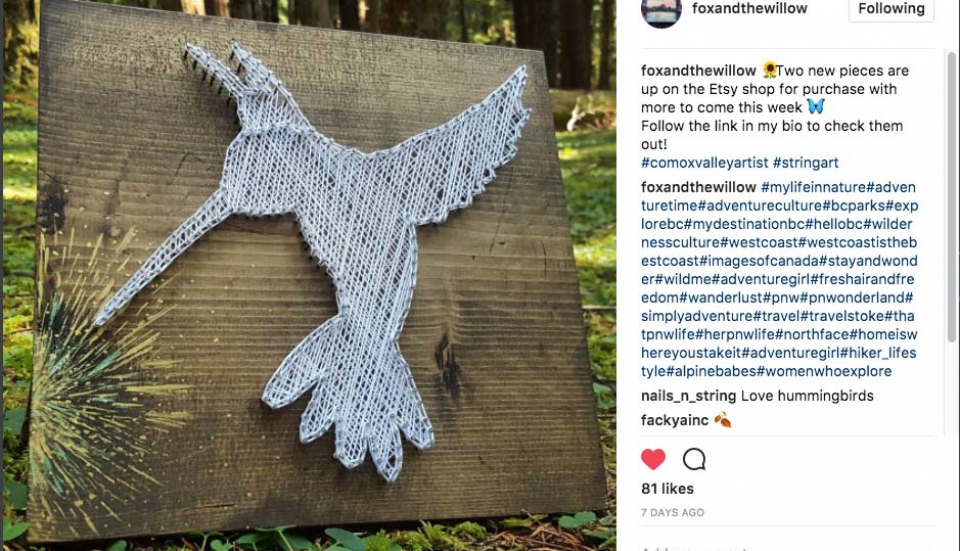 foxandthewillow
Following
foxandthewillow 🌻Two new pieces are
up on the Etsy shop for purchase with
more to come this week 🦋
Follow the link in my bio to check them
out!
#comoxvalleyartist #stringart
foxandthewillow #mylifeinnature#adven
turetime#adventureculture#bcparks#exp
lorebc#mydestinationbc#hellobc#wilder
nessculture#westcoast#westcoastistheb
estcoast#imagesofcanada#stayandwond
er#wildme#adventuregirl#freshairandfre
edom#wanderlust#pnw#pnwonderland#
simplyadventure#travel#travelstoke#tha
tpnwlife#herpnwlife#northface#homeisw
hereyoustakeit#adventuregirl#hiker_lifes
tyle#alpinebabes#womenwhoexplore
nails_n_string Love hummingbirds
fackyainc 🍂
81 likes
7 DAYS AGO